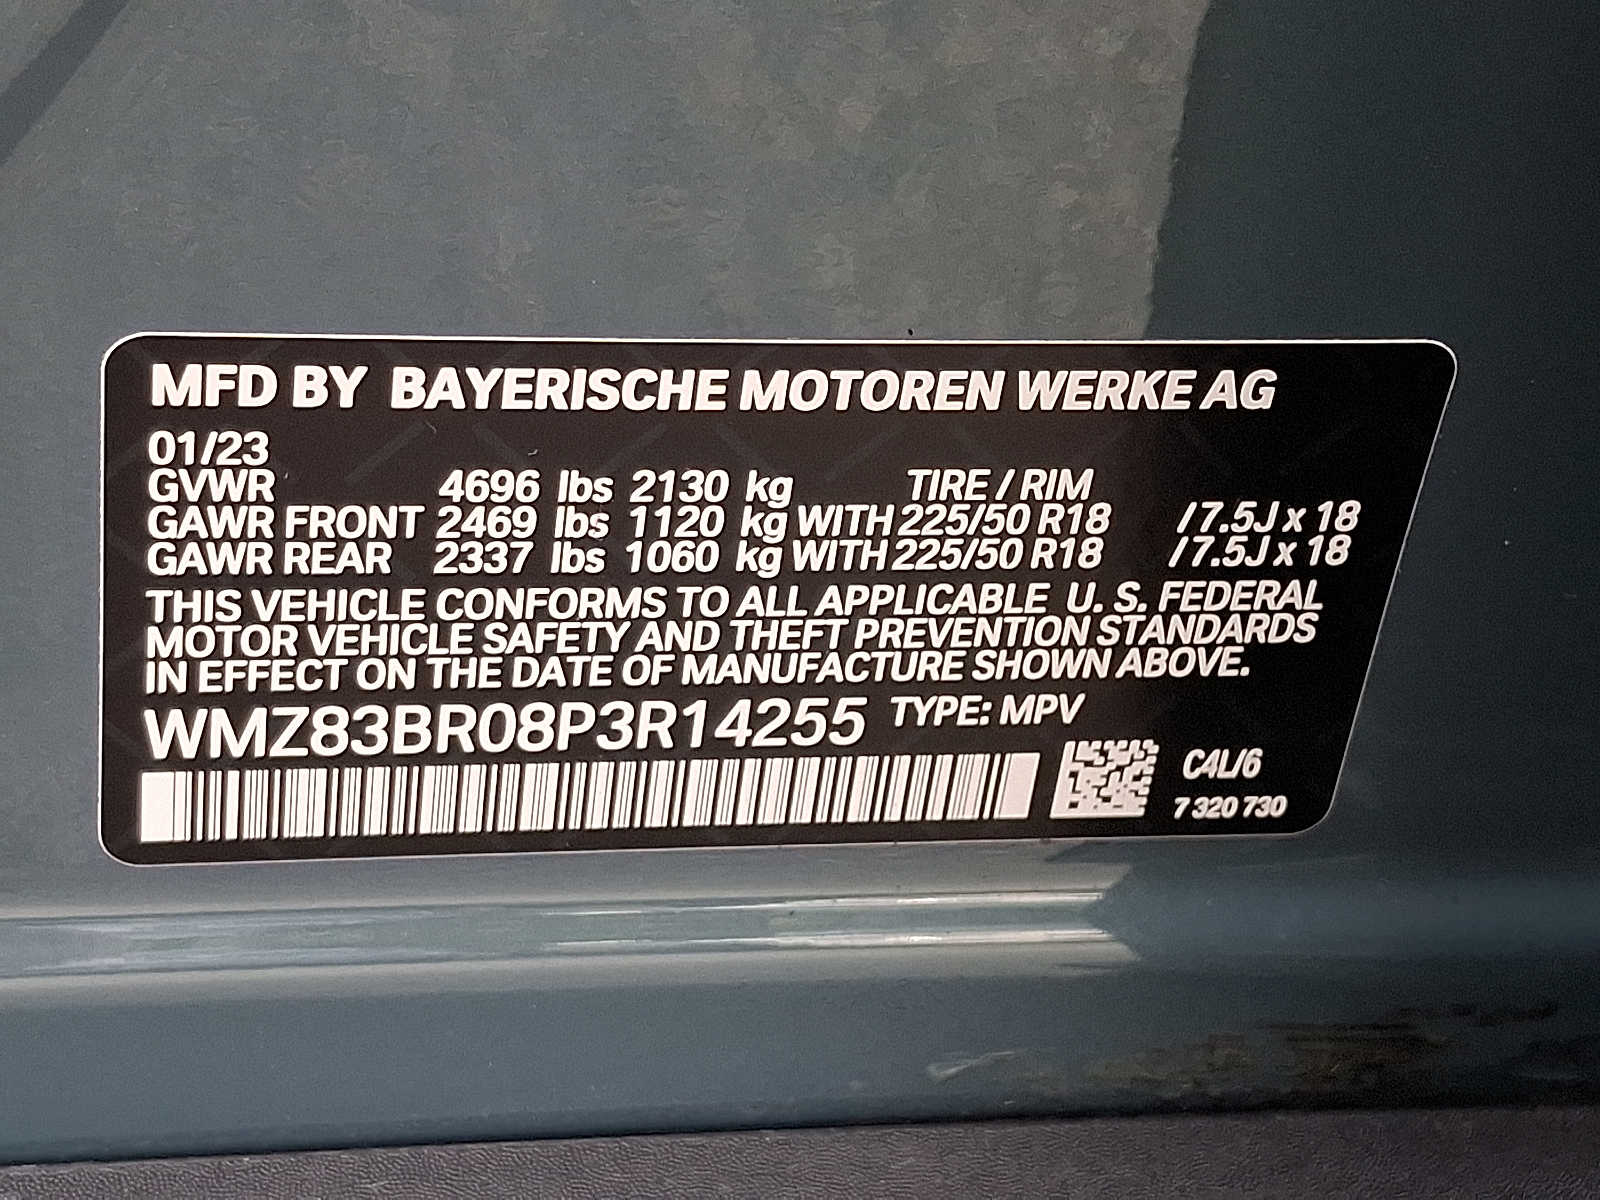 MFD BY BAYERISCHE MOTOREN WERKE AG
01/23
GVWR 4696 lbs 2130 kg TIRE / RIM
GAWR FRONT 2469 lbs 1120 kg WITH 225/50 R18 / 7.5J x 18
GAWR REAR 2337 lbs 1060 kg WITH 225/50 R18 / 7.5J x 18
THIS VEHICLE CONFORMS TO ALL APPLICABLE U. S. FEDERAL
MOTOR VEHICLE SAFETY AND THEFT PREVENTION STANDARDS
IN EFFECT ON THE DATE OF MANUFACTURE SHOWN ABOVE.
WMZ83BR08P3R14255 TYPE: MPV
C4L/6
7 320 730